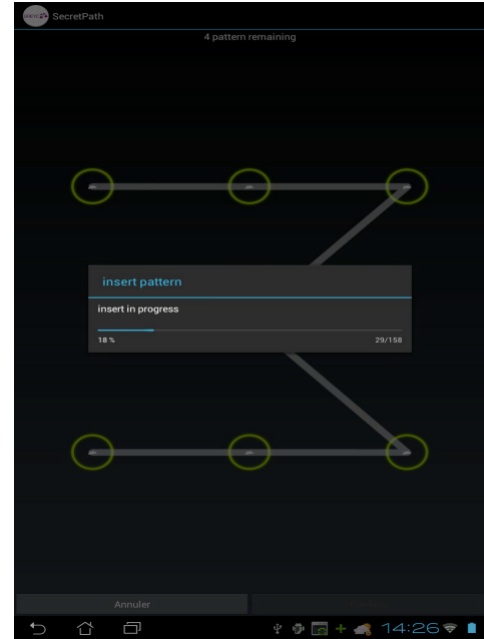 SecretPath
4 pattern remaining
insert pattern
insert in progress
18 %
29/158
Annuler
14:26